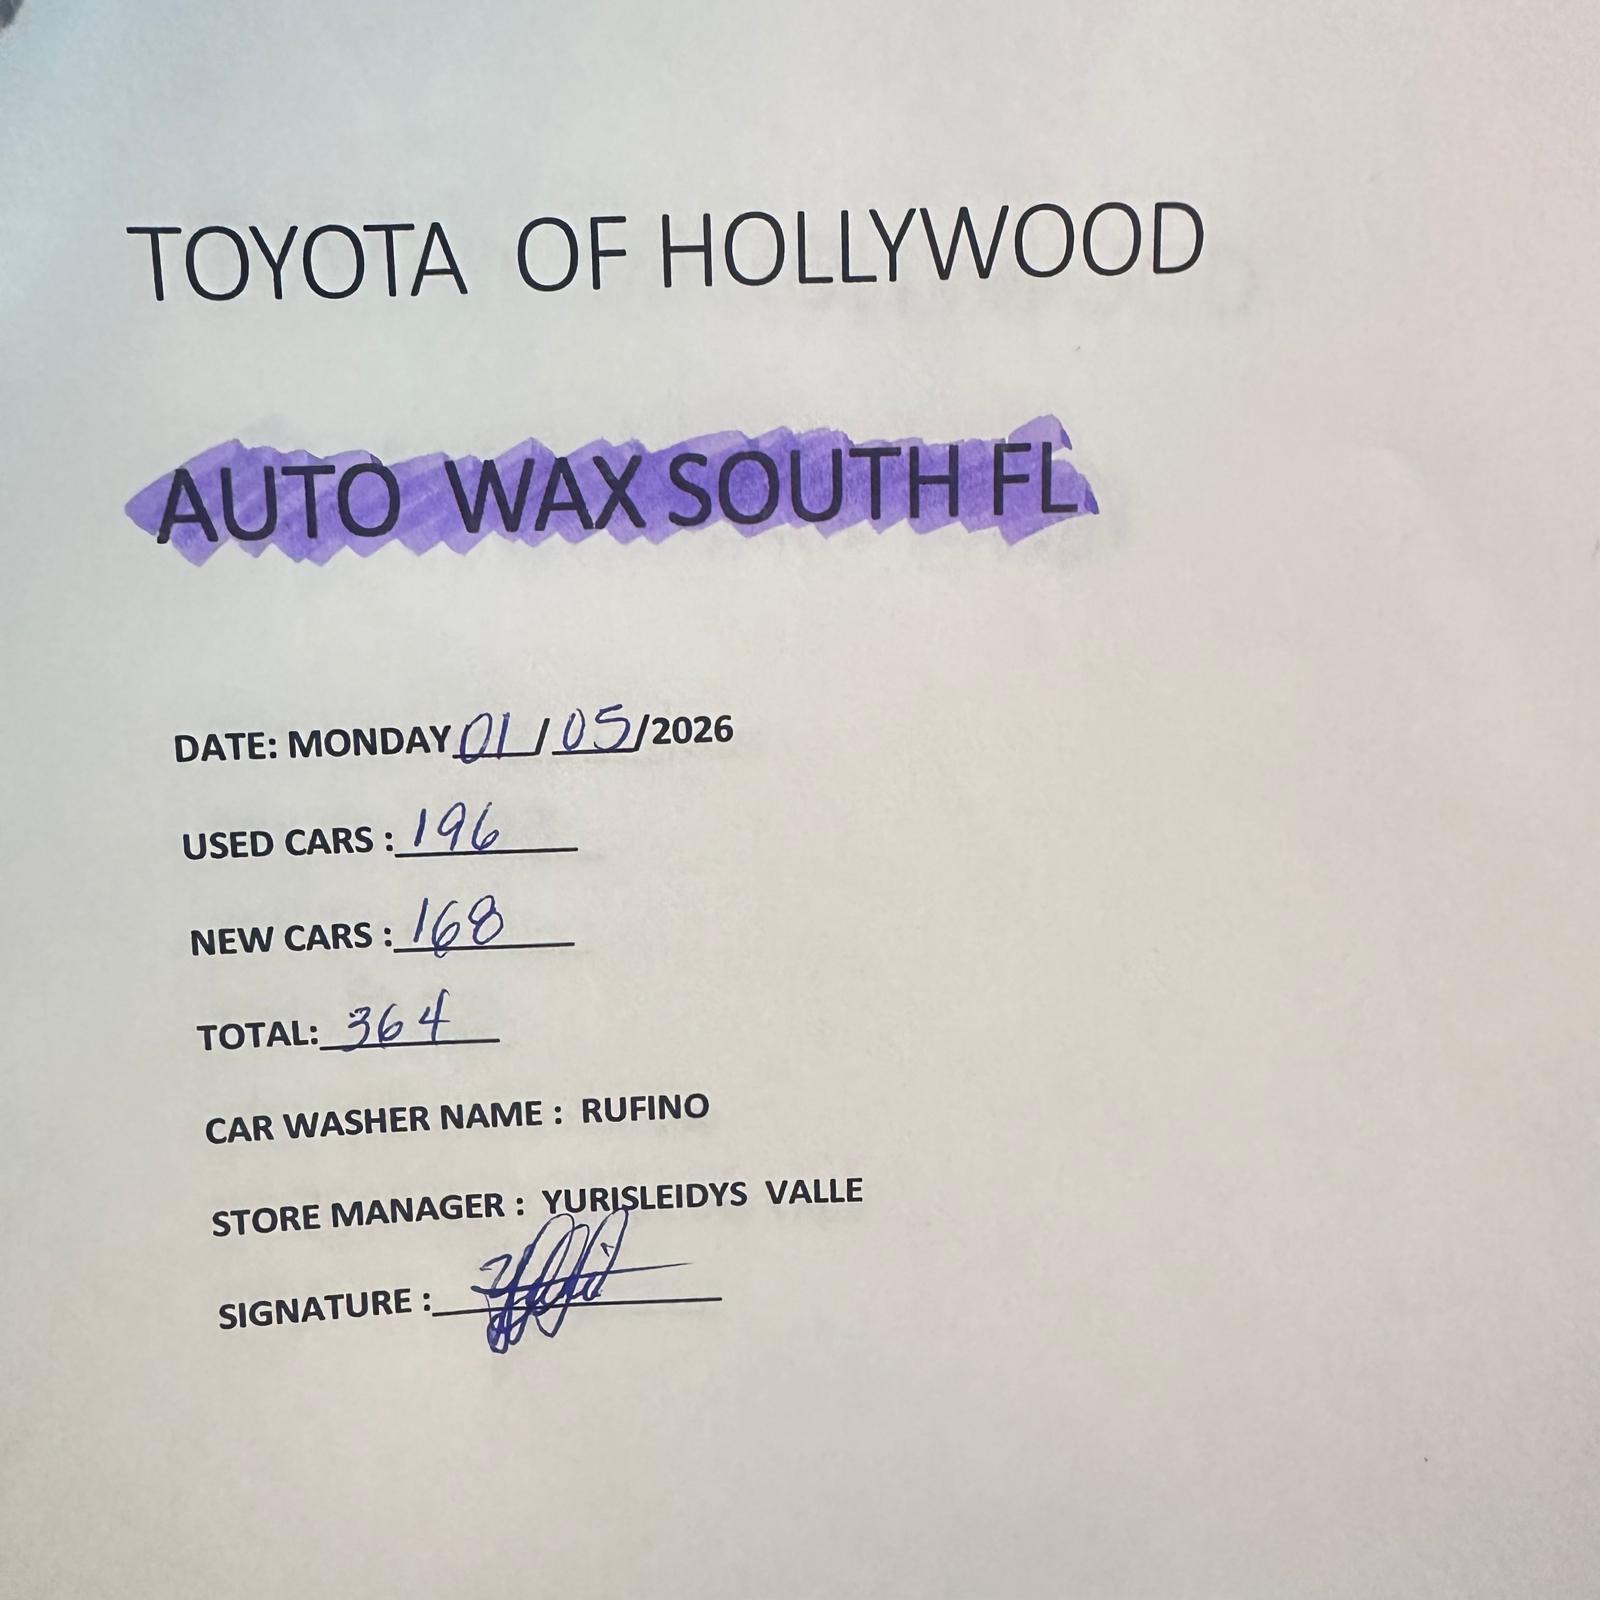 TOYOTA OF HOLLYWOOD
AUTO WAX SOUTH FL
DATE: MONDAY 01/05/2026
USED CARS : 196
NEW CARS : 168
TOTAL: 364
CAR WASHER NAME : RUFINO
STORE MANAGER : YURISLEIDYS VALLE
SIGNATURE :